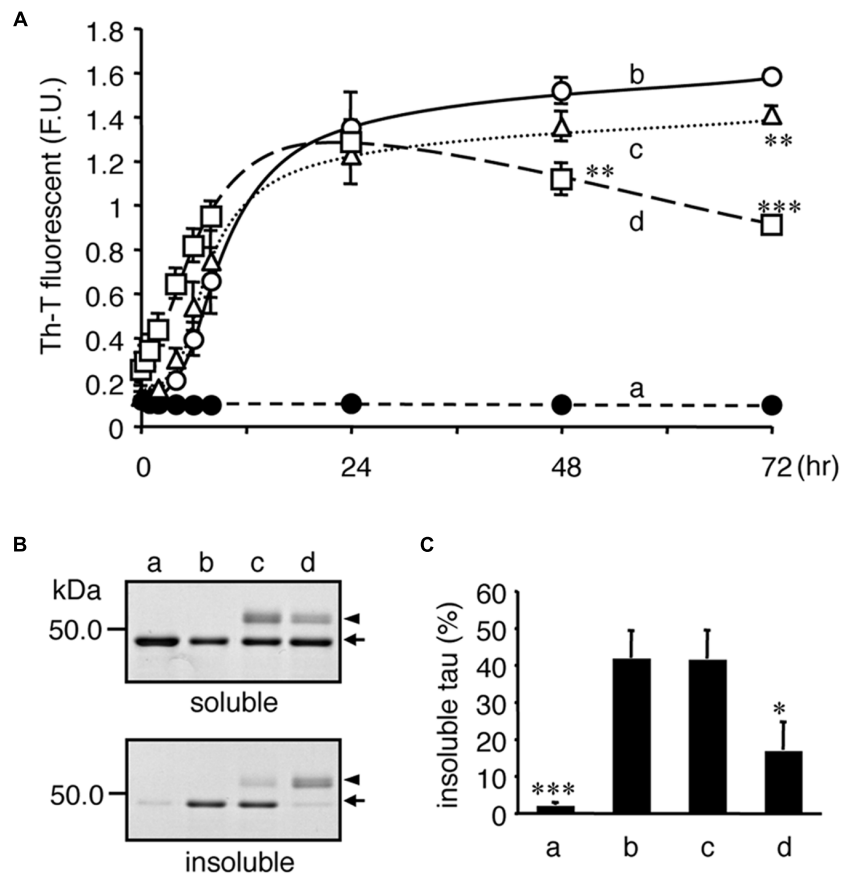 A
Th-T fluorescent (F.U.)
1.8
1.6
1.4
1.2
1
0.8
0.6
0.4
0.2
0
b
c
**
**
***
d
a
0 24 48 72 (hr)
B
a b c d
kDa
50.0
soluble
50.0
insoluble
C
insoluble tau (%)
60
50
40
30
20
10
0
***
*
a b c d